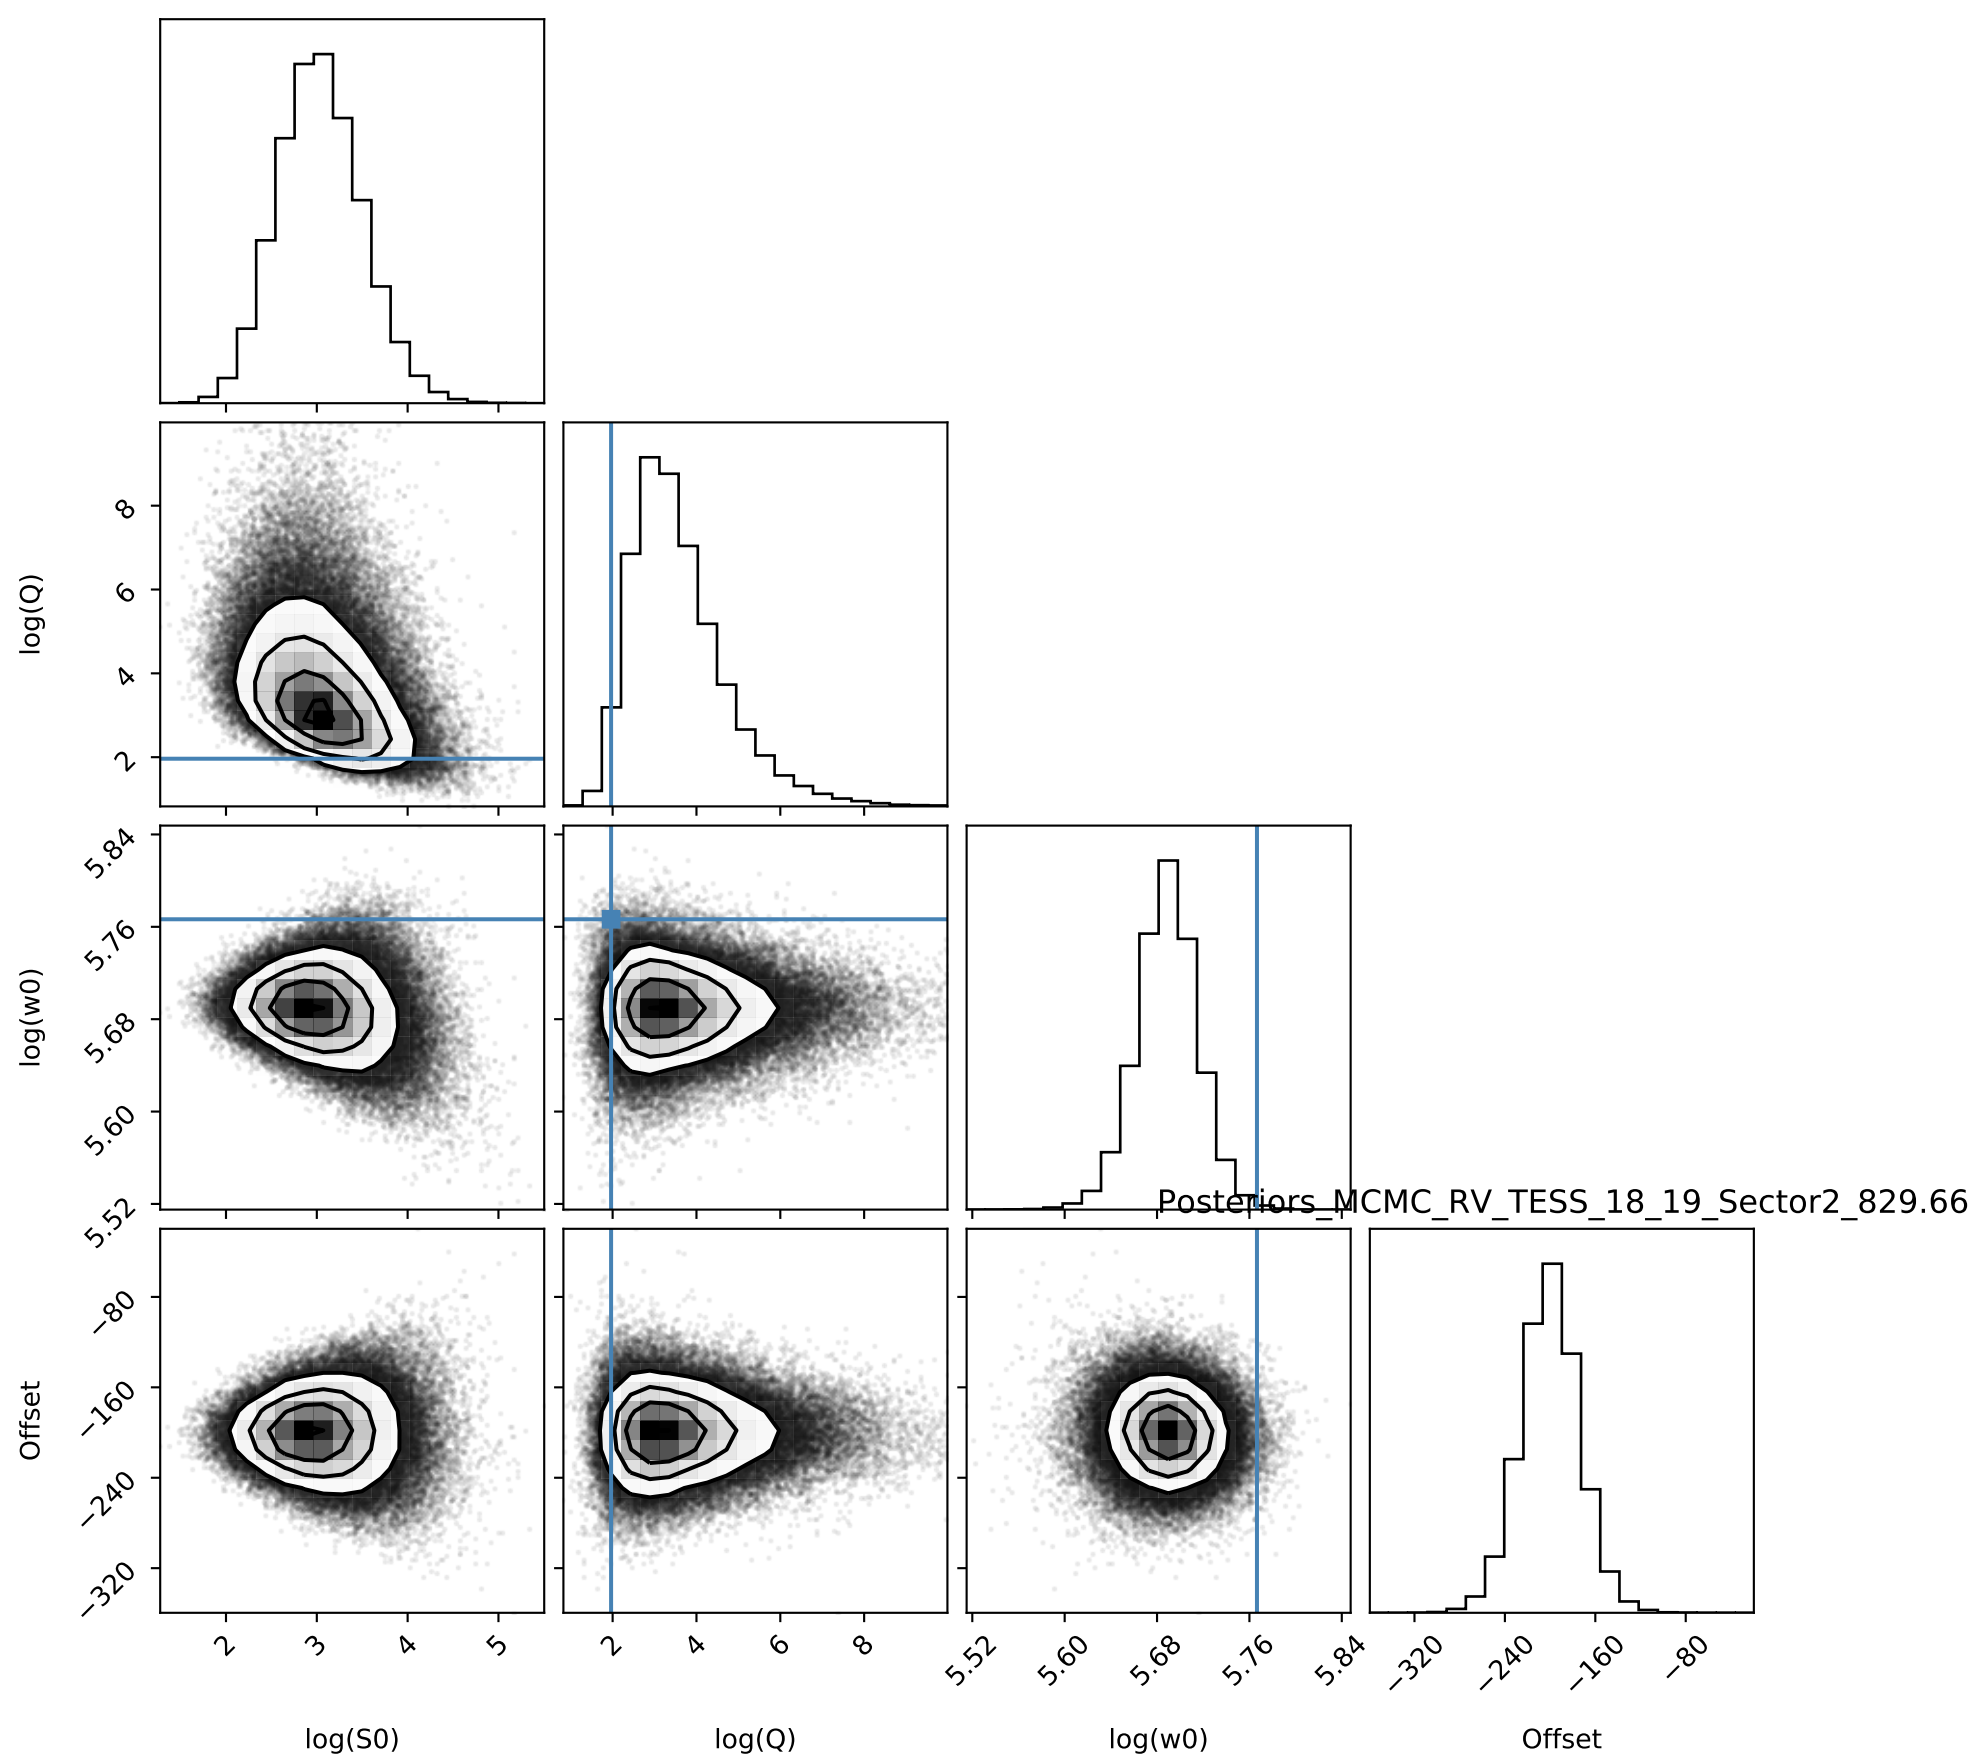 8
6
4
2
log(Q)
5.84
5.76
5.68
5.60
5.52
log(w0)
Posteriors_MCMC_RV_TESS_18_19_Sector2_829.66
−80
−160
−240
−320
Offset
2 3 4 5 2 4 6 8 5.52 5.60 5.68 5.76 5.84 −320 −240 −160 −80
log(S0) log(Q) log(w0) Offset